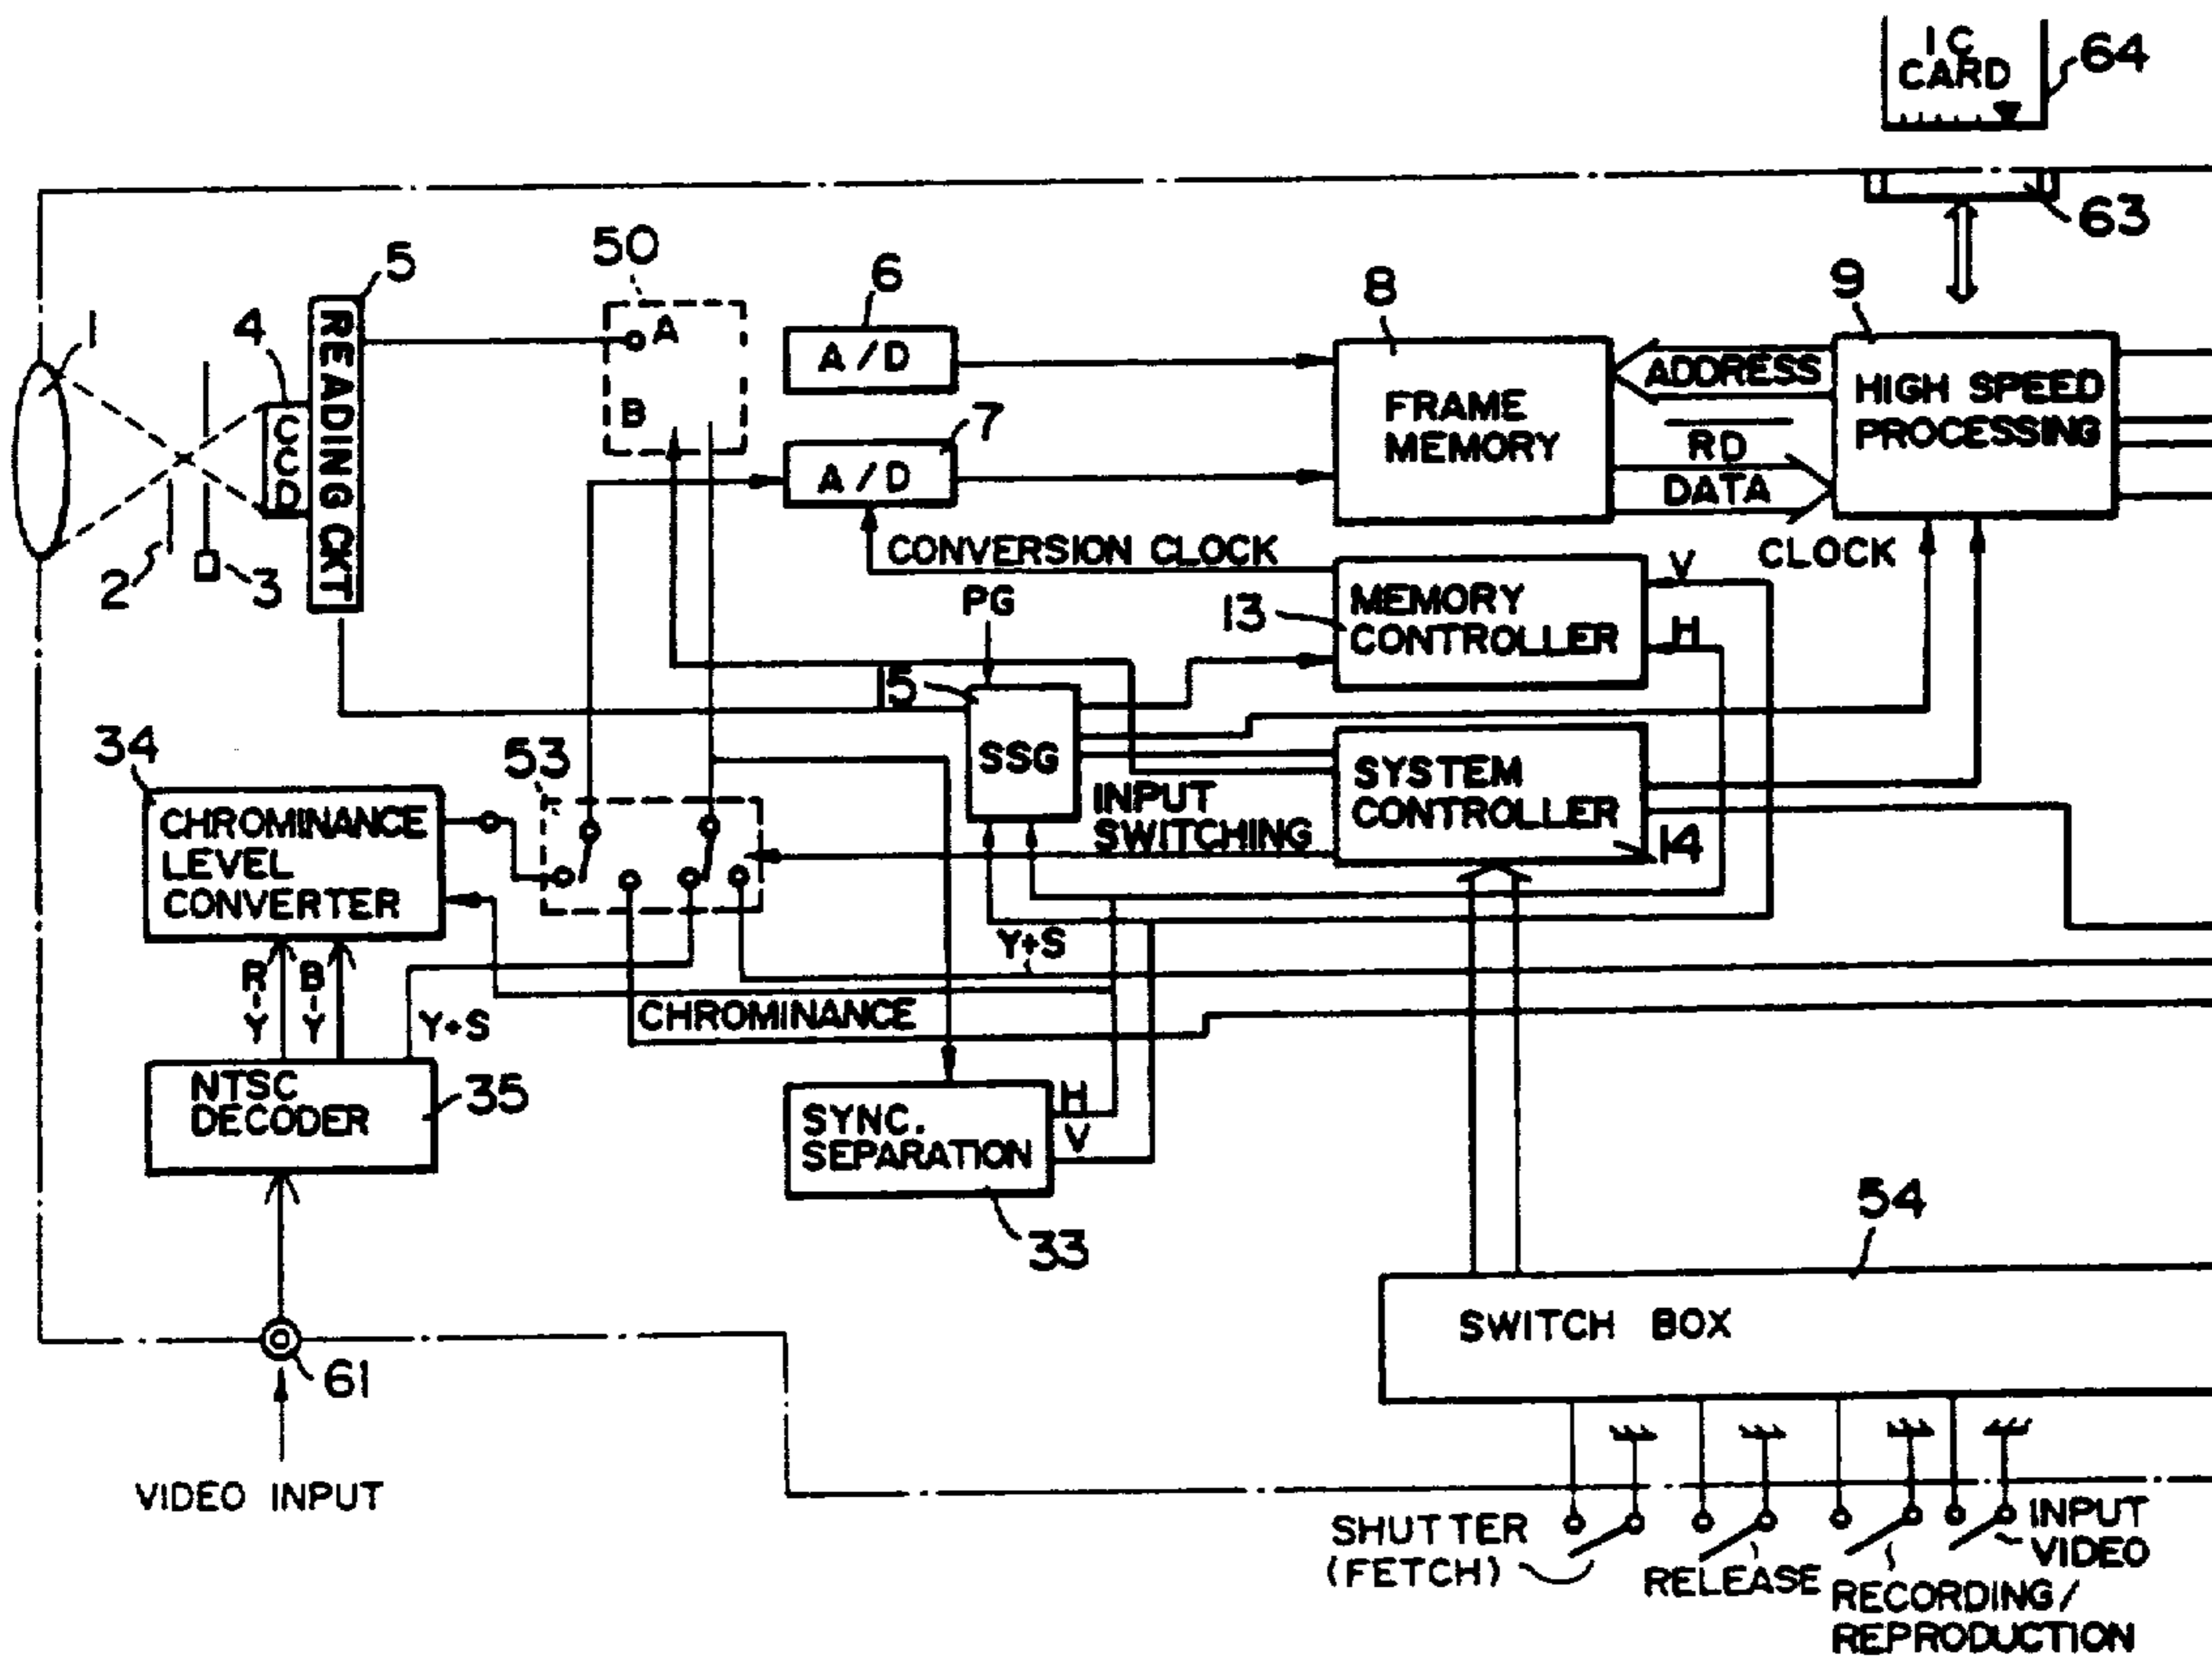 IC
CARD
64
63
50
5
6
8
9
1
4
A
A/D
READING CKT
CCD
B
7
A/D
FRAME
MEMORY
ADDRESS
RD
DATA
HIGH SPEED
PROCESSING
2
3
CONVERSION CLOCK
CLOCK
PG
13
MEMORY
CONTROLLER
V
H
15
SSG
34
53
CHROMINANCE
LEVEL
CONVERTER
INPUT
SWITCHING
SYSTEM
CONTROLLER
14
R-Y
B-Y
Y+S
Y+S
CHROMINANCE
NTSC
DECODER
35
SYNC.
SEPARATION
H
V
33
54
SWITCH BOX
61
VIDEO INPUT
SHUTTER
(FETCH)
RELEASE
RECORDING/
REPRODUCTION
INPUT
VIDEO